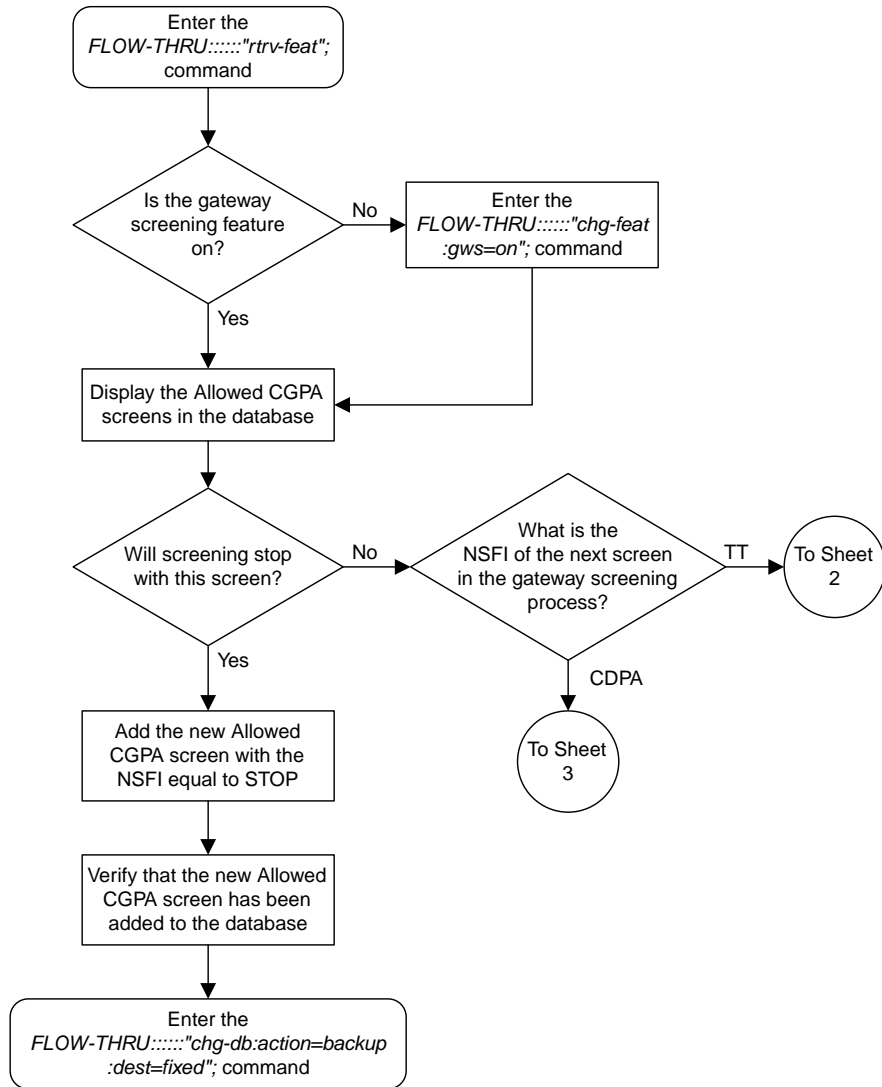 Enter the
FLOW-THRU::::::"rtrv-feat";
command
Is the gateway
screening feature
on?
No
Enter the
FLOW-THRU::::::"chg-feat
:gws=on"; command
Yes
Display the Allowed CGPA
screens in the database
Will screening stop
with this screen?
No
What is the
NSFI of the next screen
in the gateway screening
process?
TT
To Sheet
2
Yes
CDPA
To Sheet
3
Add the new Allowed
CGPA screen with the
NSFI equal to STOP
Verify that the new Allowed
CGPA screen has been
added to the database
Enter the
FLOW-THRU::::::"chg-db:action=backup
:dest=fixed"; command